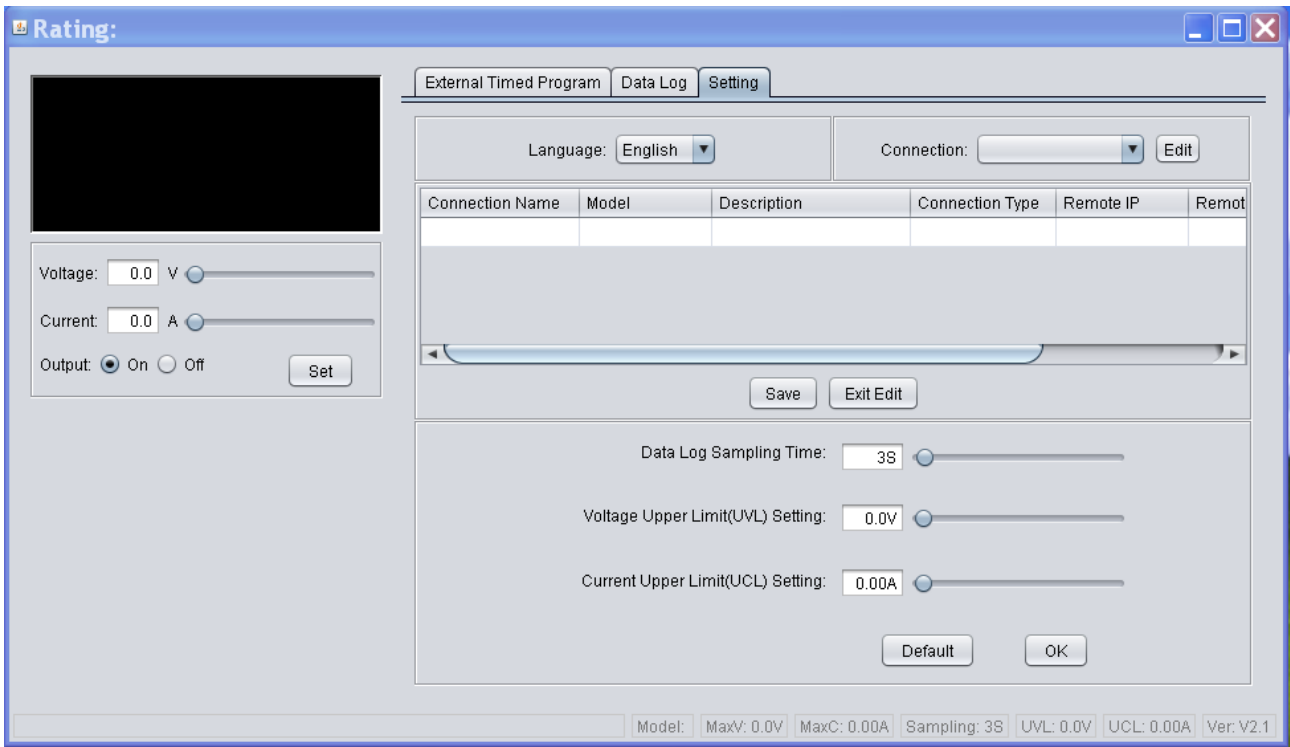 Rating:
External Timed Program Data Log Setting
Language: English Connection: Edit
Connection Name Model Description Connection Type Remote IP Remot
Voltage: 0.0 V
Current: 0.0 A
Output: On Off Set
Save Exit Edit
Data Log Sampling Time: 3S
Voltage Upper Limit(UVL) Setting: 0.0V
Current Upper Limit(UCL) Setting: 0.00A
Default OK
Model: MaxV: 0.0V MaxC: 0.00A Sampling: 3S UVL: 0.0V UCL: 0.00A Ver: V2.1